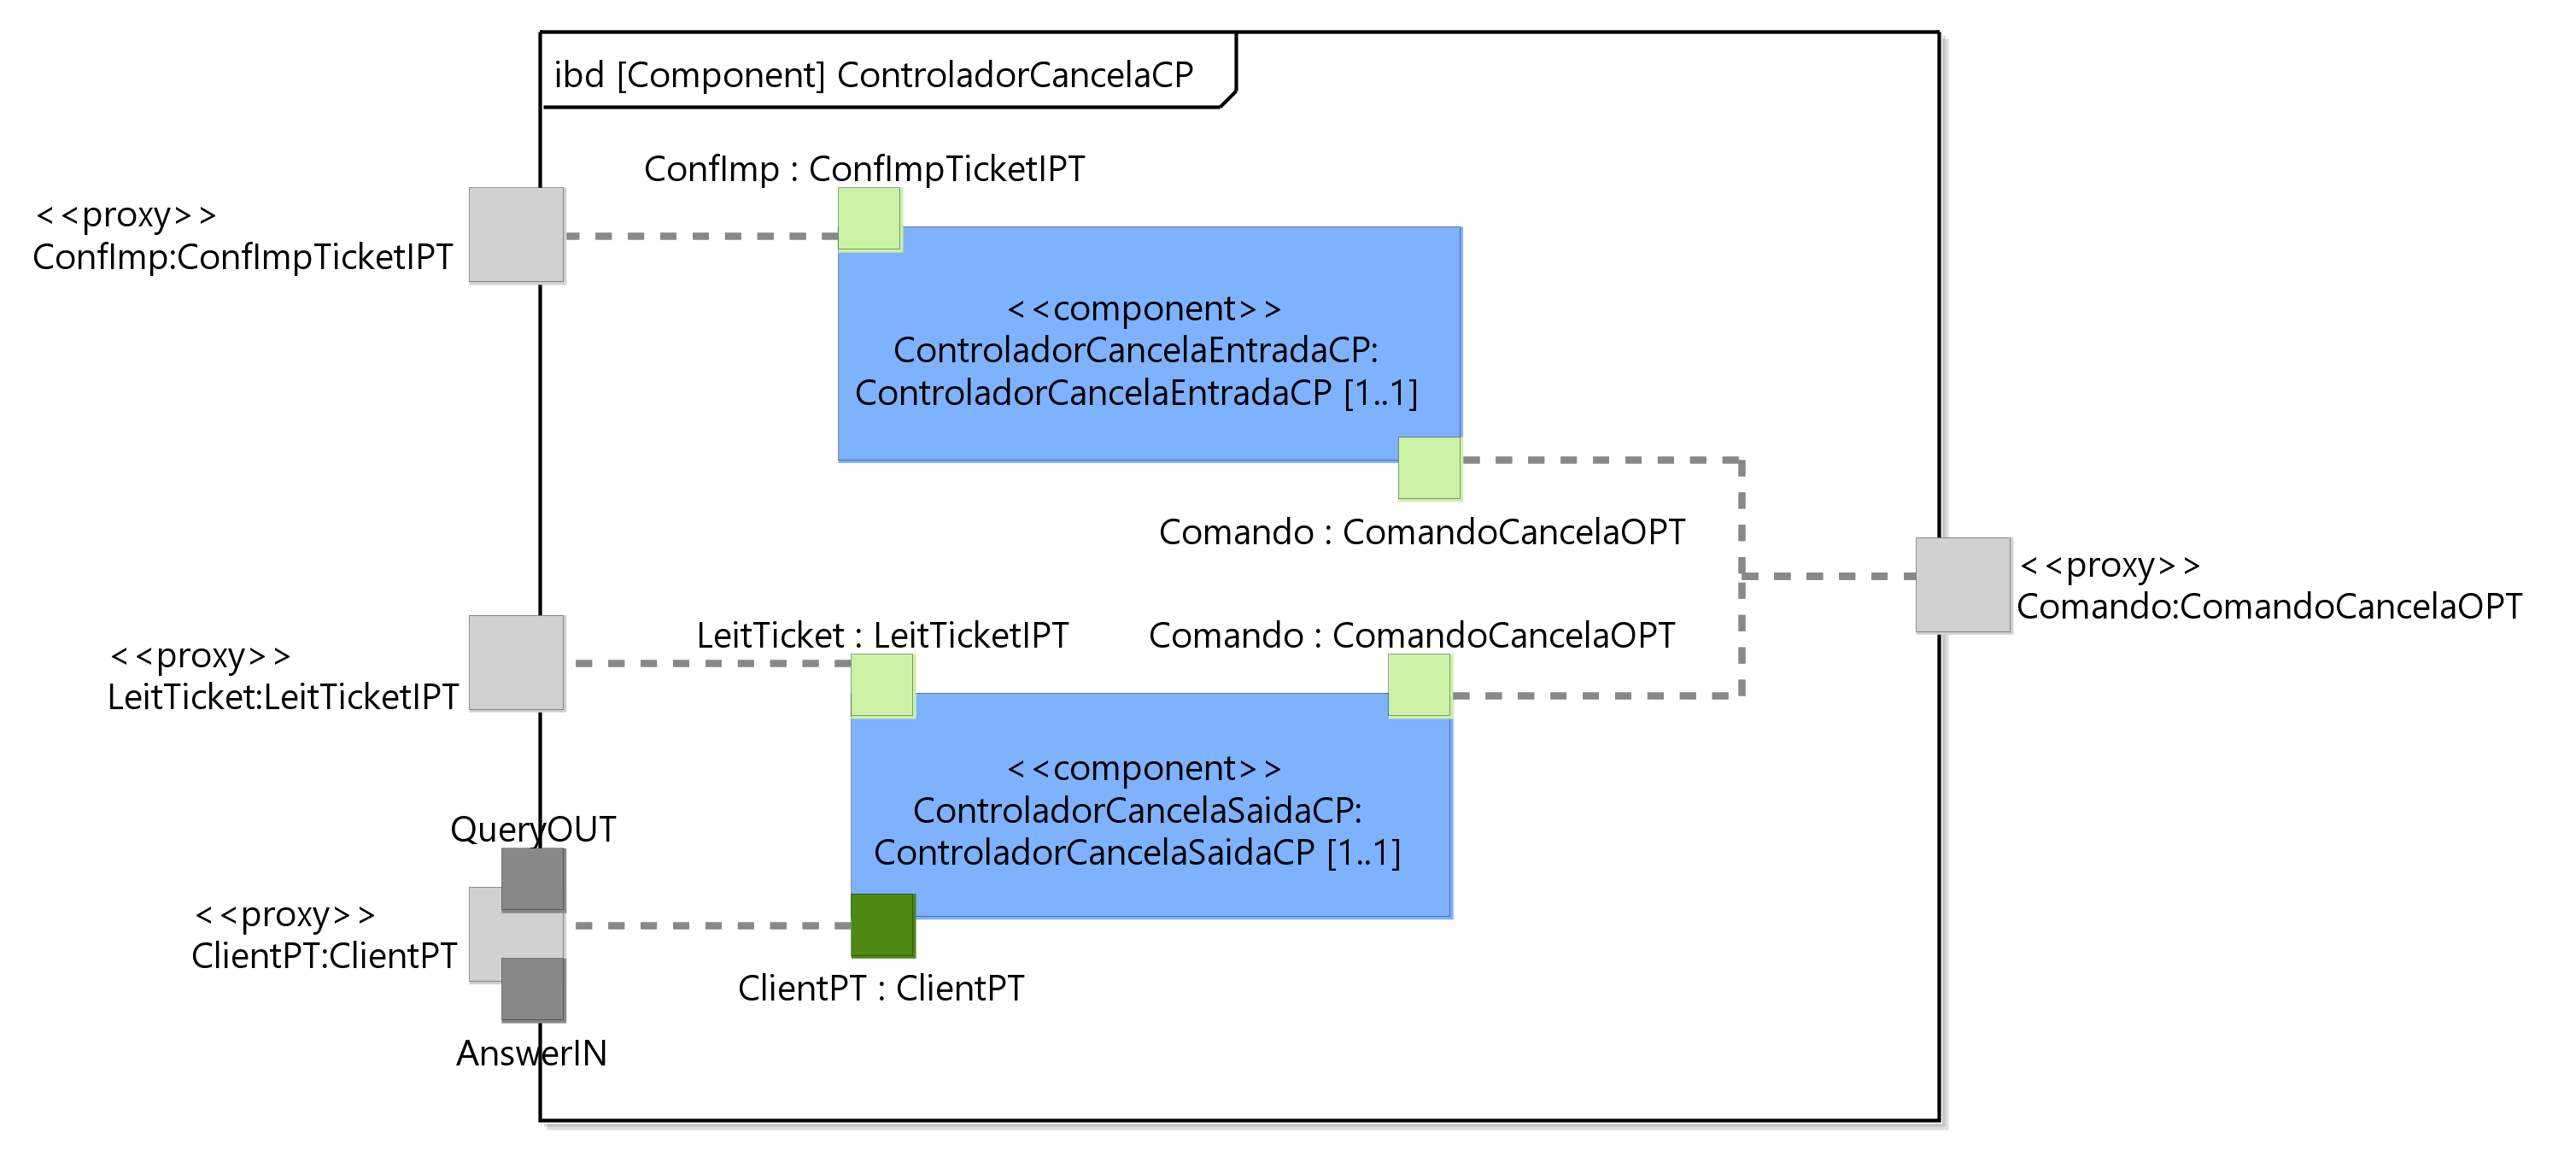 ibd [Component] ControladorCancelaCP
ConfImp : ConfImpTicketIPT
<<proxy>>
ConfImp:ConfImpTicketIPT
<<component>>
ControladorCancelaEntradaCP:
ControladorCancelaEntradaCP [1..1]
Comando : ComandoCancelaOPT
<<proxy>>
Comando:ComandoCancelaOPT
LeitTicket : LeitTicketIPT
Comando : ComandoCancelaOPT
<<proxy>>
LeitTicket:LeitTicketIPT
<<component>>
ControladorCancelaSaidaCP:
ControladorCancelaSaidaCP [1..1]
QueryOUT
<<proxy>>
ClientPT:ClientPT
ClientPT : ClientPT
AnswerIN